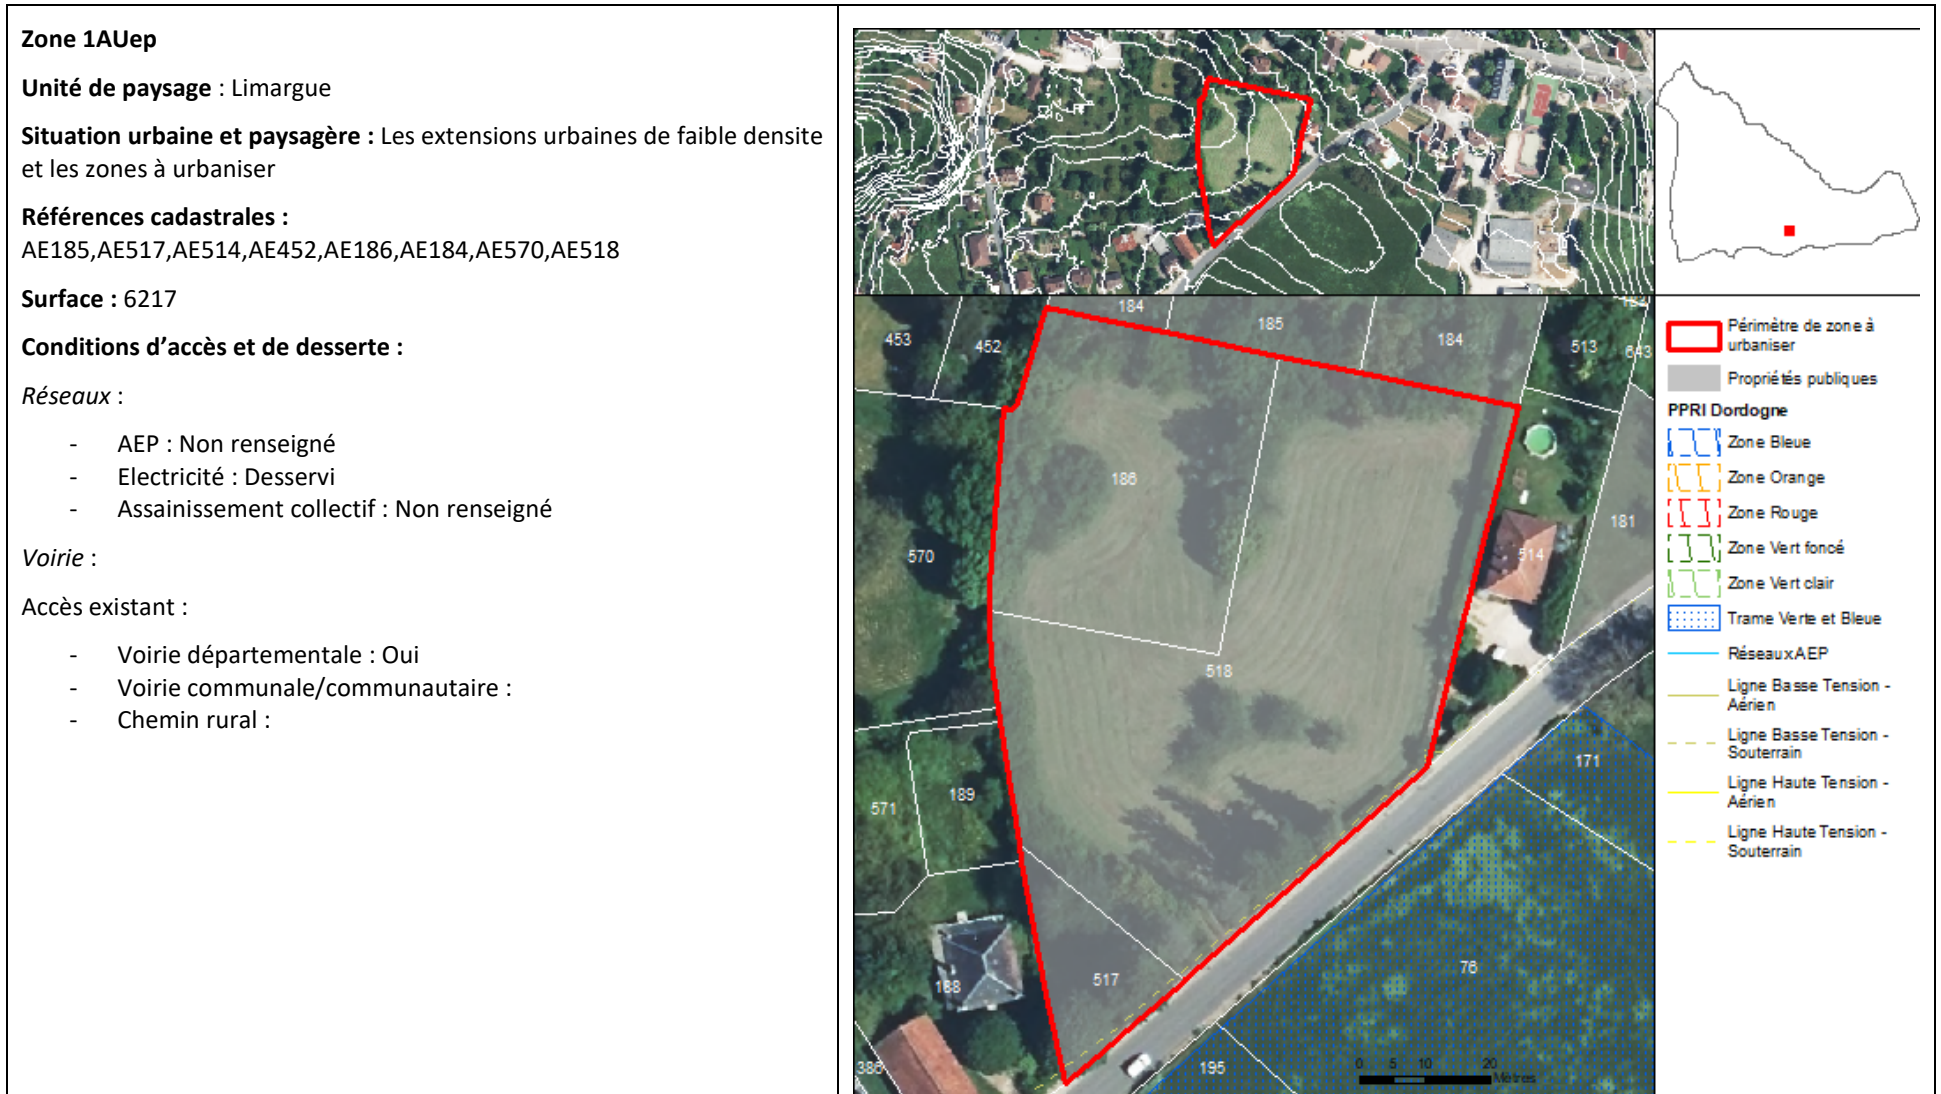 Zone 1AUep
Unité de paysage : Limargue
Situation urbaine et paysagère : Les extensions urbaines de faible densite
et les zones à urbaniser
Références cadastrales :
AE185,AE517,AE514,AE452,AE186,AE184,AE570,AE518
Surface : 6217
Conditions d’accès et de desserte :
Réseaux :
- AEP : Non renseigné
- Electricité : Desservi
- Assainissement collectif : Non renseigné
Voirie :
Accès existant :
- Voirie départementale : Oui
- Voirie communale/communautaire :
- Chemin rural :
184
185
184
453
452
513
643
186
181
570
514
518
171
189
571
76
517
188
386
195
0 5 10 20
Mètres
Périmètre de zone à
urbaniser
Propriétés publiques
PPRI Dordogne
Zone Bleue
Zone Orange
Zone Rouge
Zone Vert foncé
Zone Vert clair
Trame Verte et Bleue
Réseaux AEP
Ligne Basse Tension -
Aérien
Ligne Basse Tension -
Souterrain
Ligne Haute Tension -
Aérien
Ligne Haute Tension -
Souterrain